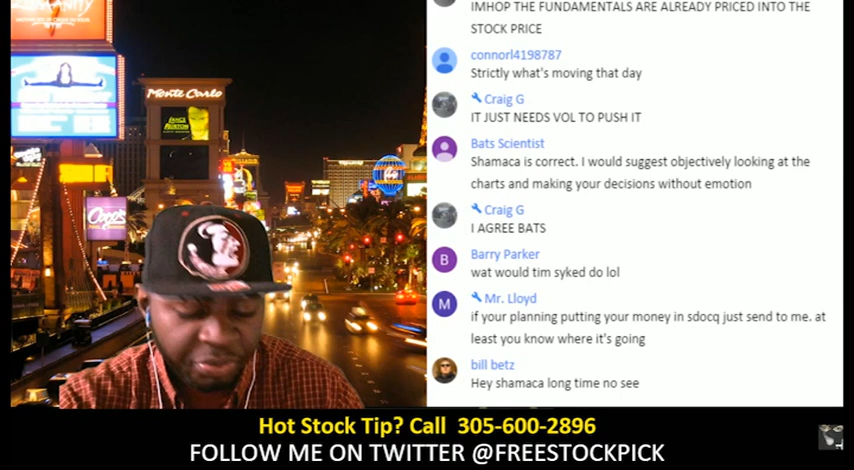 HUMANITY
Monte Carlo
LANCE
BURTON
IMHOP THE FUNDAMENTALS ARE ALREADY PRICED INTO THE
STOCK PRICE
connorl4198787
Strictly what's moving that day
Craig G
IT JUST NEEDS VOL TO PUSH IT
Bats Scientist
Shamaca is correct. I would suggest objectively looking at the
charts and making your decisions without emotion
Craig G
I AGREE BATS
B
Barry Parker
wat would tim syked do lol
M
Mr. Lloyd
if your planning putting your money in sdocq just send to me. at
least you know where it's going
bill betz
Hey shamaca long time no see
Hot Stock Tip? Call 305-600-2896
FOLLOW ME ON TWITTER @FREESTOCKPICK